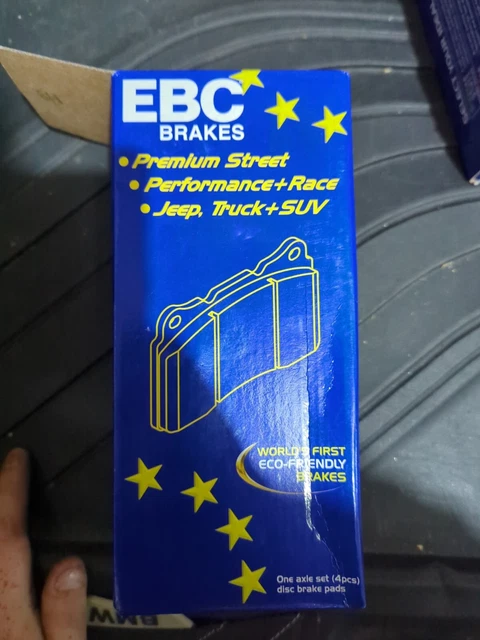 EBC
BRAKES
• Premium Street
• Performance+Race
• Jeep, Truck+SUV
WORLD'S FIRST
ECO-FRIENDLY
BRAKES
One axle set (4pcs)
disc brake pads
BMW